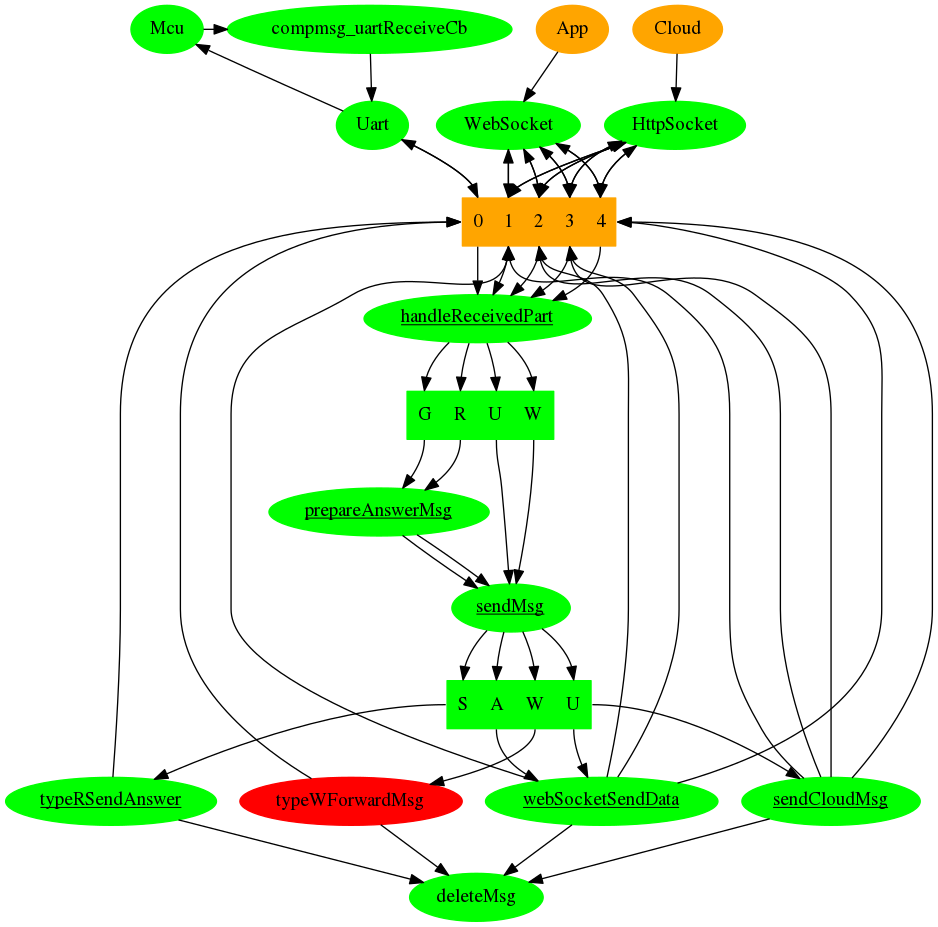 Mcu compmsg_uartReceiveCb App Cloud
Uart WebSocket HttpSocket
0 1 2 3 4
handleReceivedPart
G R U W
prepareAnswerMsg
sendMsg
S A W U
typeRSendAnswer typeWForwardMsg webSocketSendData sendCloudMsg
deleteMsg